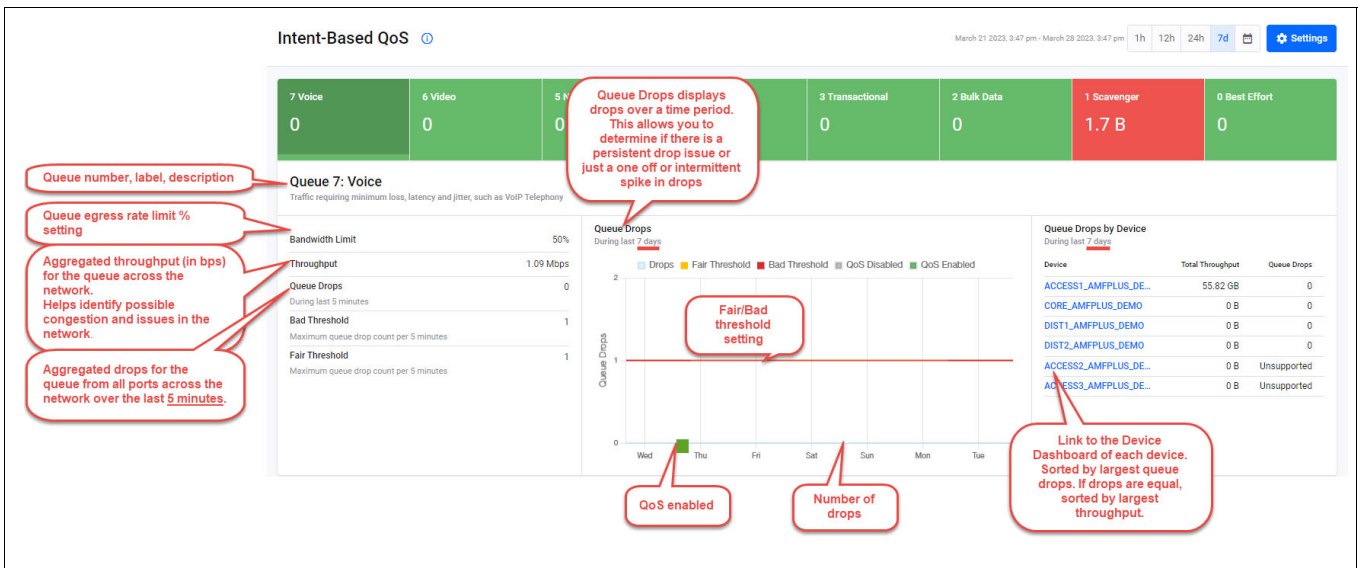 Intent-Based QoS
March 21 2023, 3:47 pm - March 28 2023, 3:47 pm
1h 12h 24h 7d
Settings
7 Voice
0
6 Video
0
5 N
0
3 Transactional
0
2 Bulk Data
0
1 Scavenger
1.7 B
0 Best Effort
0
Queue Drops displays
drops over a time period.
This allows you to
determine if there is a
persistent drop issue or
just a one off or intermittent
spike in drops
Queue number, label, description
Queue egress rate limit %
setting
Aggregated throughput (in bps)
for the queue across the
network.
Helps identify possible
congestion and issues in the
network.
Aggregated drops for the
queue from all ports across the
network over the last 5 minutes.
Queue 7: Voice
Traffic requiring minimum loss, latency and jitter, such as VoIP Telephony
Bandwidth Limit 50%
Throughput 1.09 Mbps
Queue Drops 0
During last 5 minutes
Bad Threshold 1
Maximum queue drop count per 5 minutes
Fair Threshold 1
Maximum queue drop count per 5 minutes
Queue Drops
During last 7 days
Drops Fair Threshold Bad Threshold QoS Disabled QoS Enabled
Queue Drops
2
1
0
Wed Thu Fri Sat Sun Mon Tue
Fair/Bad
threshold
setting
QoS enabled
Number of
drops
Queue Drops by Device
During last 7 days
Device Total Throughput Queue Drops
ACCESS1_AMFPLUS_DE... 55.82 GB 0
CORE_AMFPLUS_DEMO 0 B 0
DIST1_AMFPLUS_DEMO 0 B 0
DIST2_AMFPLUS_DEMO 0 B 0
ACCESS2_AMFPLUS_DE... 0 B Unsupported
ACCESS3_AMFPLUS_DE... 0 B Unsupported
Link to the Device
Dashboard of each device.
Sorted by largest queue
drops. If drops are equal,
sorted by largest
throughput.